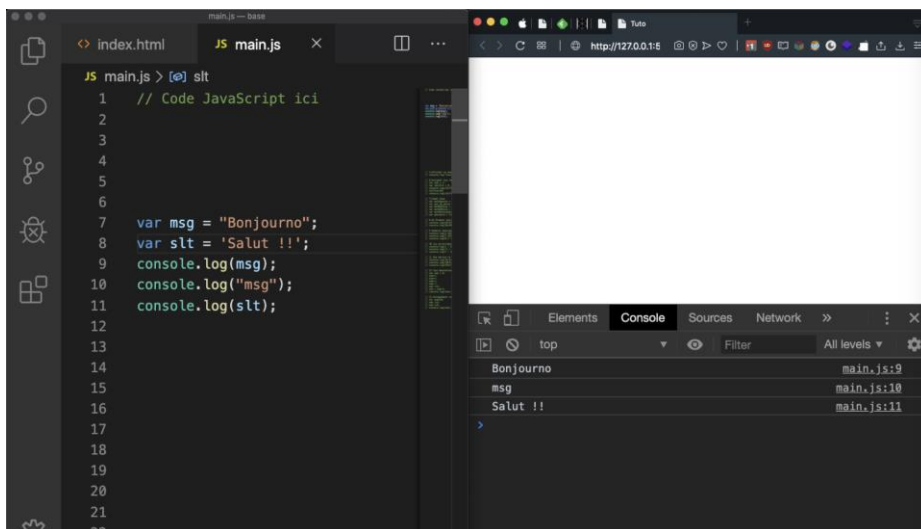 main.js — base
index.html
JS main.js
JS main.js > slt
1 // Code JavaScript ici
2
3
4
5
6
7 var msg = "Bonjourno";
8 var slt = 'Salut !!';
9 console.log(msg);
10 console.log("msg");
11 console.log(slt);
12
13
14
15
16
17
18
19
20
21
Tuto
http://127.0.0.1:5
Elements Console Sources Network
top Filter All levels
Bonjourno main.js:9
msg main.js:10
Salut !! main.js:11